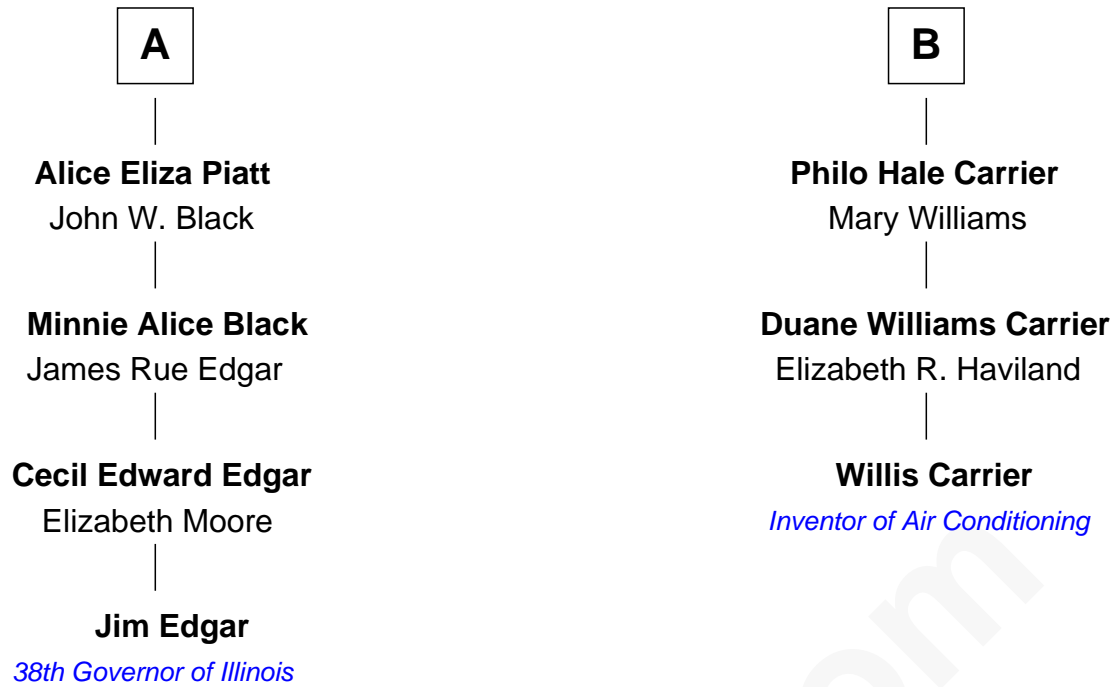 A
Alice Eliza Piatt
John W. Black
Minnie Alice Black
James Rue Edgar
Cecil Edward Edgar
Elizabeth Moore
Jim Edgar
38th Governor of Illinois
B
Philo Hale Carrier
Mary Williams
Duane Williams Carrier
Elizabeth R. Haviland
Willis Carrier
Inventor of Air Conditioning